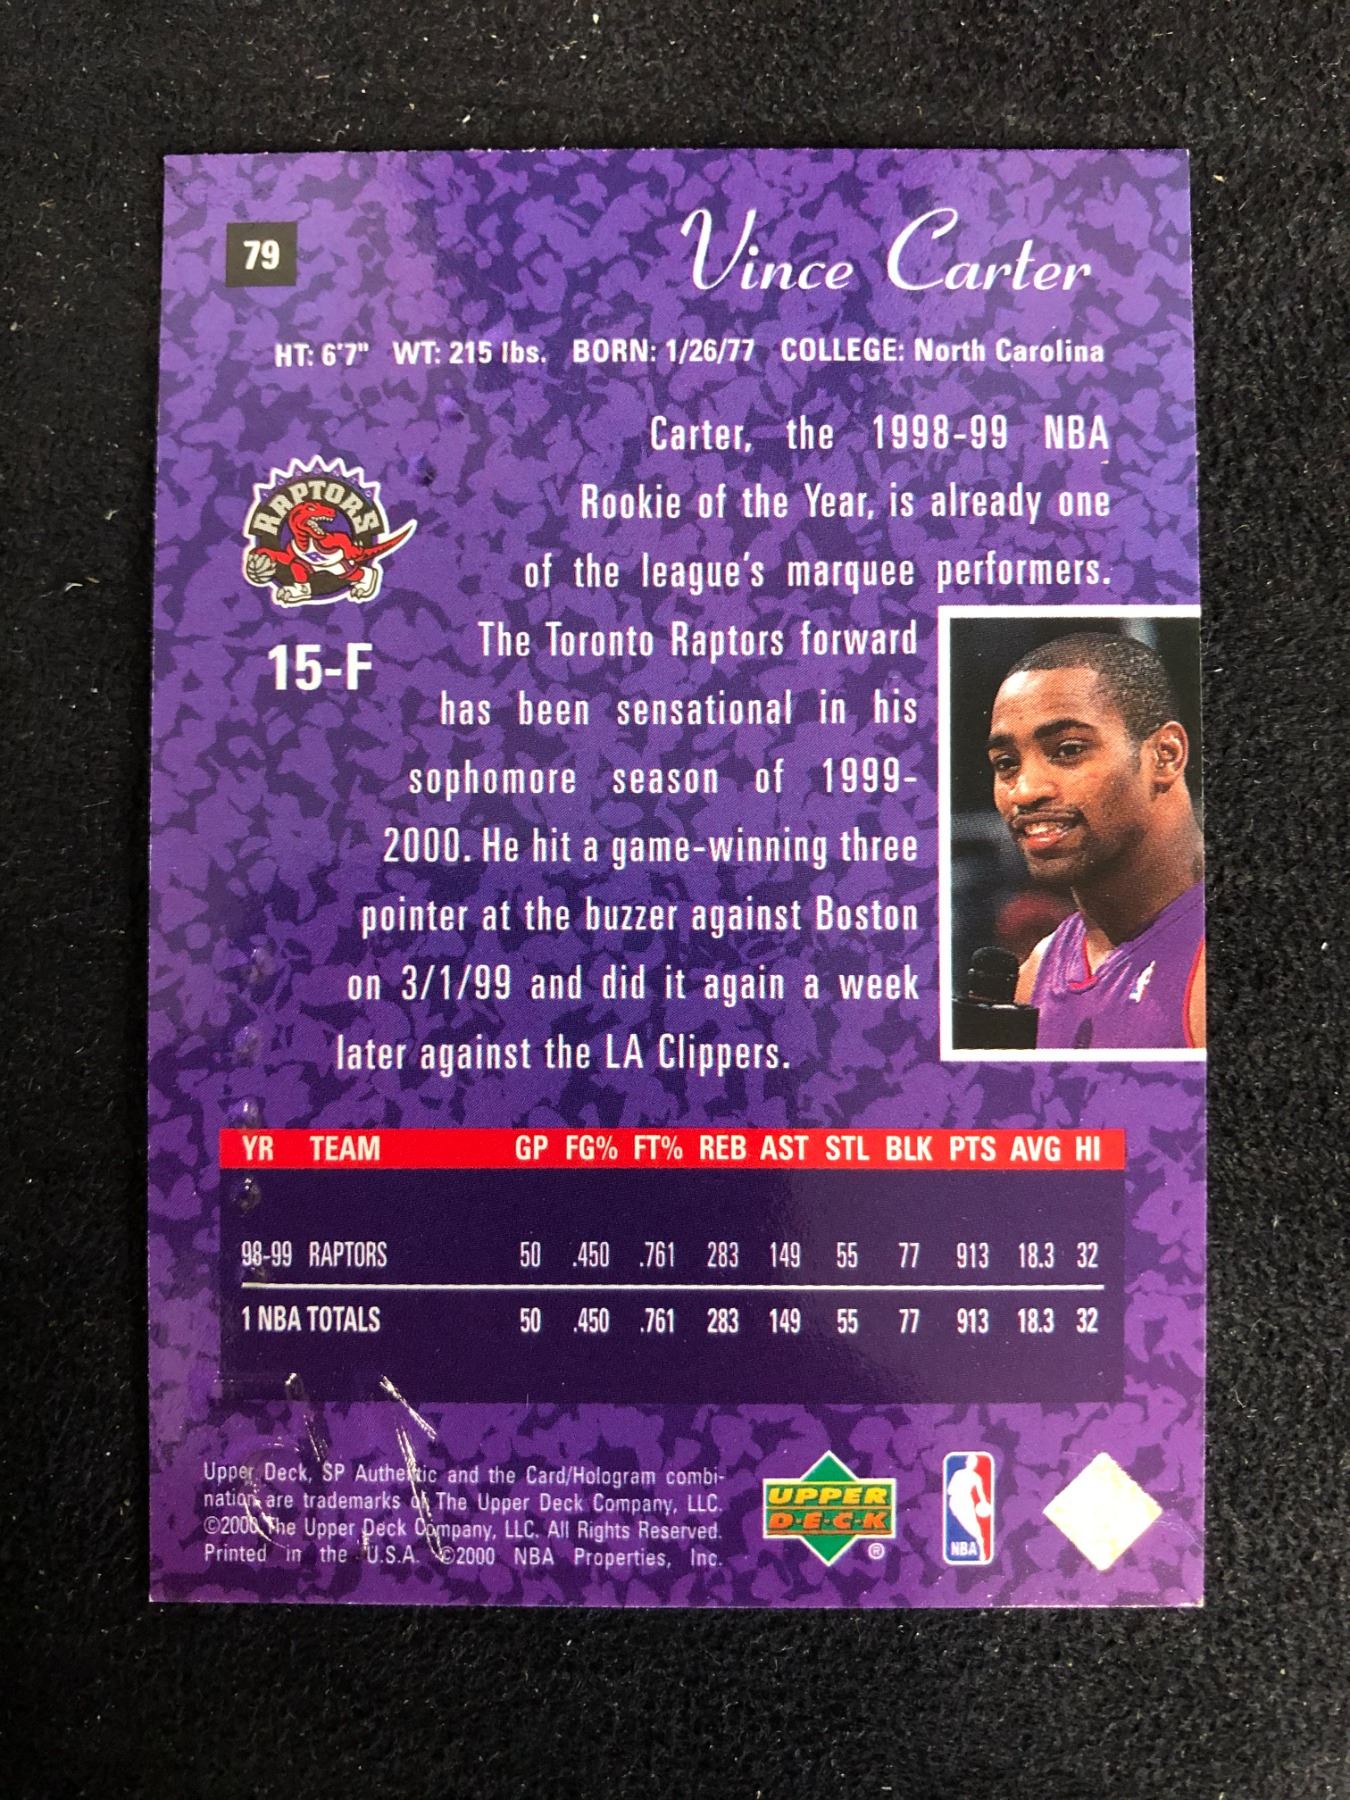 79
Vince Carter
HT: 6'7" WT: 215 lbs. BORN: 1/26/77 COLLEGE: North Carolina
Carter, the 1998-99 NBA
Rookie of the Year, is already one
of the league's marquee performers.
RAPTORS
The Toronto Raptors forward
15-F
has been sensational in his
sophomore season of 1999-
2000. He hit a game-winning three
pointer at the buzzer against Boston
on 3/1/99 and did it again a week
later against the LA Clippers.
YR TEAM GP FG% FT% REB AST STL BLK PTS AVG HI
98-99 RAPTORS 50 .450 .761 283 149 55 77 913 18.3 32
1 NBA TOTALS 50 .450 .761 283 149 55 77 913 18.3 32
Upper Deck, SP Authentic and the Card/Hologram combi-
nation are trademarks of The Upper Deck Company, LLC.
©2000 The Upper Deck Company, LLC. All Rights Reserved.
Printed in the U.S.A. ©2000 NBA Properties, Inc.
UPPER
D·E·C·K
®
NBA